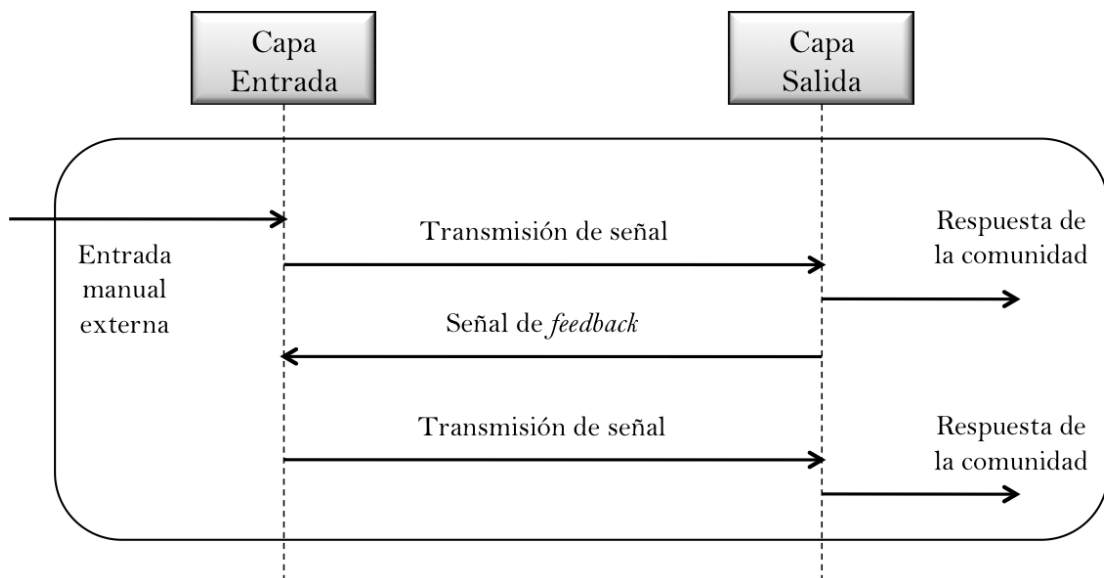 Capa
Entrada
Capa
Salida
Entrada
manual
externa
Transmisión de señal
Respuesta de
la comunidad
Señal de feedback
Transmisión de señal
Respuesta de
la comunidad